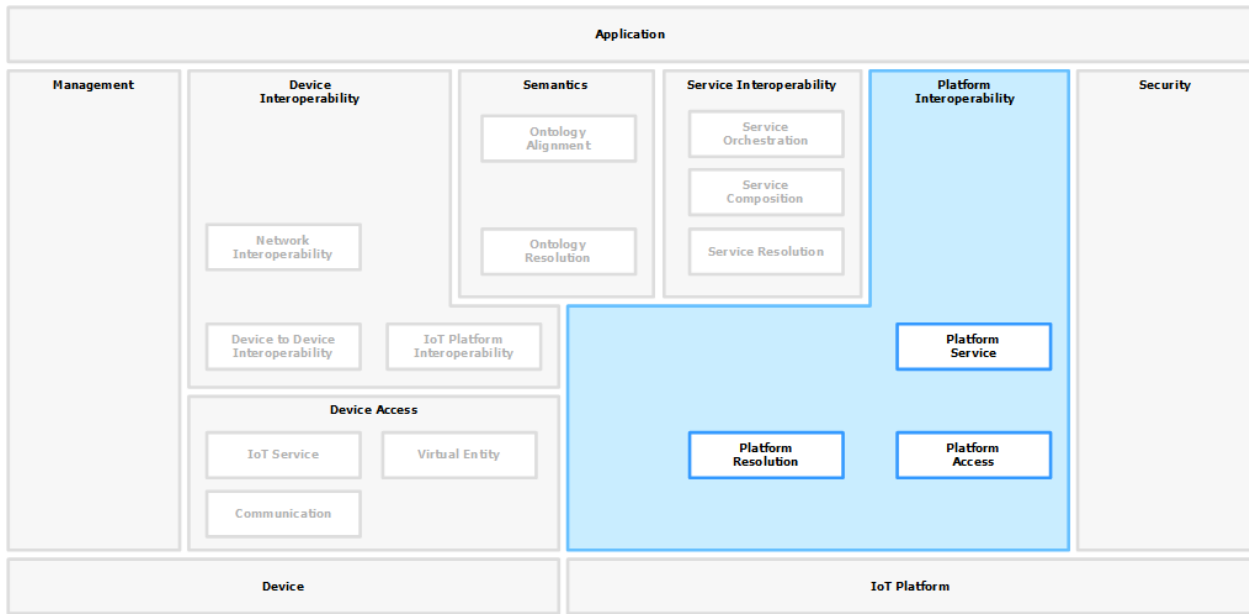 Application
Management
Device
Interoperability
Network
Interoperability
Device to Device
Interoperability
IoT Platform
Interoperability
Semantics
Ontology
Alignment
Ontology
Resolution
Service Interoperability
Service
Orchestration
Service
Composition
Service Resolution
Platform
Interoperability
Platform
Service
Platform
Resolution
Platform
Access
Security
Device Access
IoT Service
Virtual Entity
Communication
Device
IoT Platform